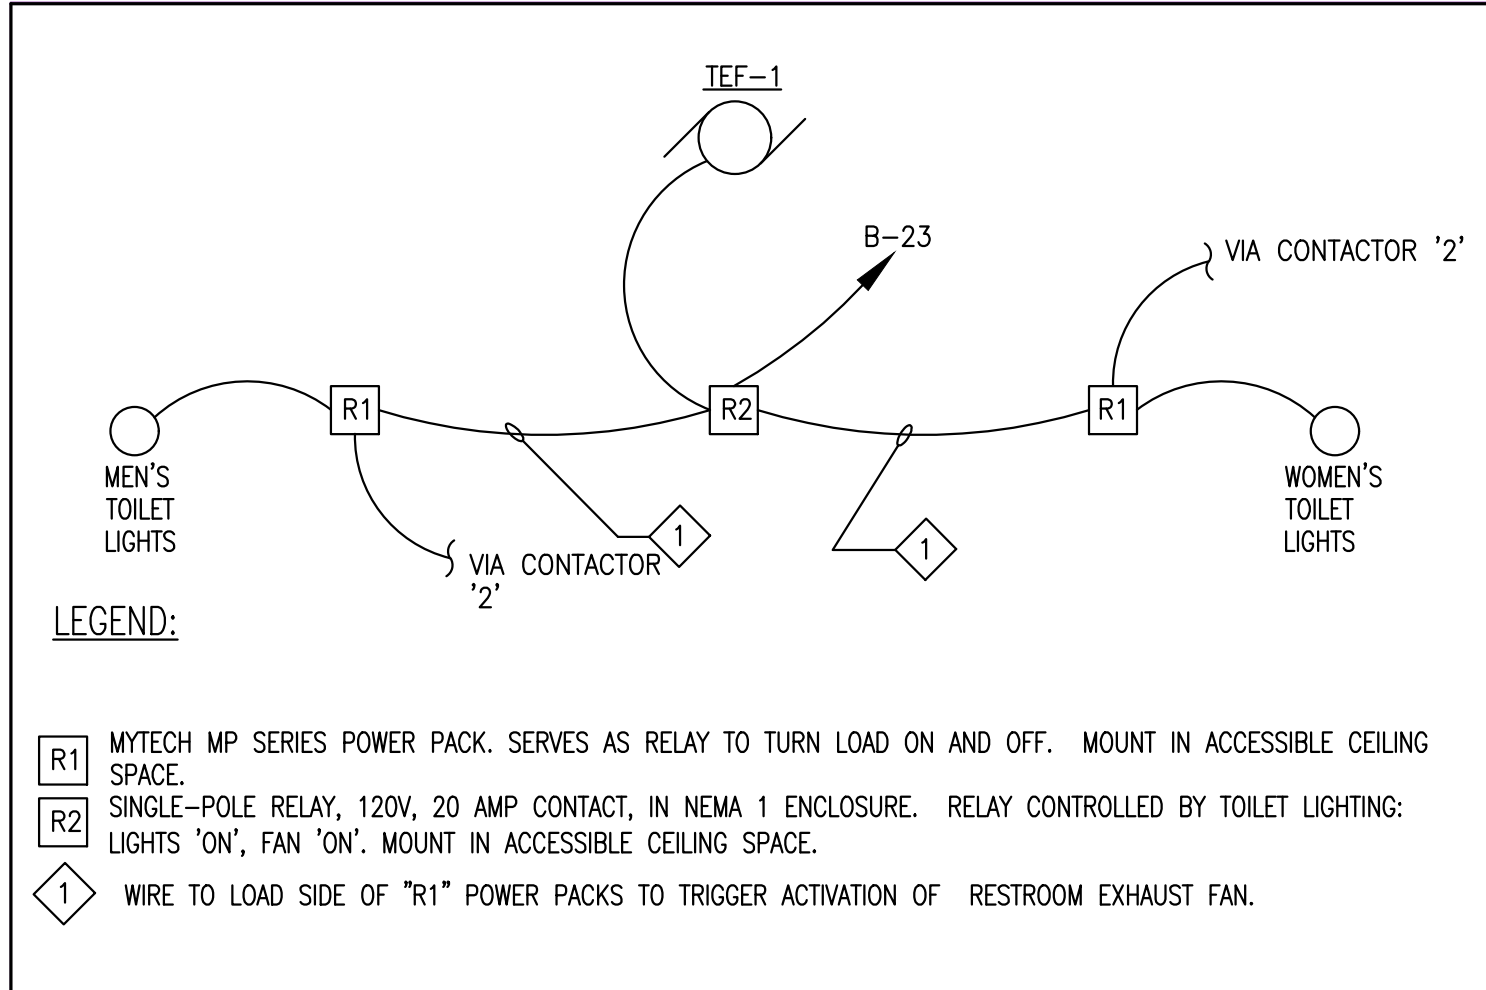 TEF-1
B-23
VIA CONTACTOR '2'
R1
R2
R1
MEN'S
TOILET
LIGHTS
WOMEN'S
TOILET
LIGHTS
1
1
VIA CONTACTOR
'2'
LEGEND:
R1 MYTECH MP SERIES POWER PACK. SERVES AS RELAY TO TURN LOAD ON AND OFF. MOUNT IN ACCESSIBLE CEILING
SPACE.
R2 SINGLE-POLE RELAY, 120V, 20 AMP CONTACT, IN NEMA 1 ENCLOSURE. RELAY CONTROLLED BY TOILET LIGHTING:
LIGHTS 'ON', FAN 'ON'. MOUNT IN ACCESSIBLE CEILING SPACE.
1 WIRE TO LOAD SIDE OF "R1" POWER PACKS TO TRIGGER ACTIVATION OF RESTROOM EXHAUST FAN.